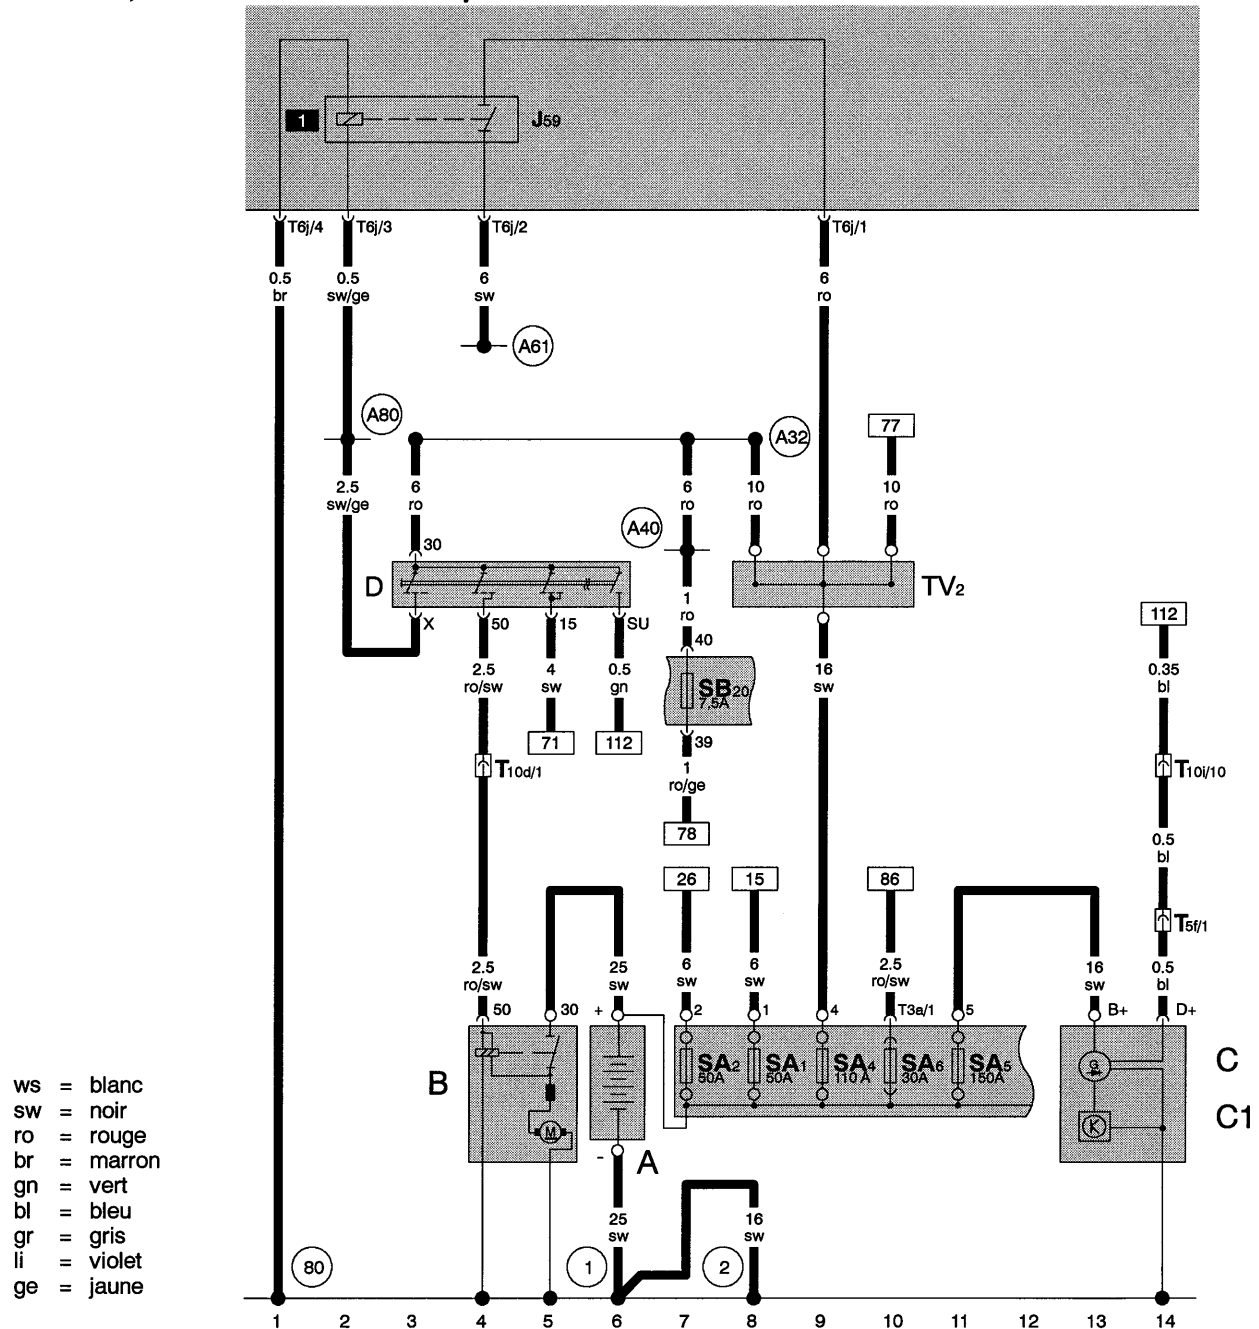 1 J59
T6j/4 T6j/3 T6j/2 T6j/1
0.5 0.5 6 6
br sw/ge sw ro
A61
A80
A32 77
2.5 6 6 10 10
sw/ge ro ro ro ro
A40
30
D TV2
1
ro
X 50 15 SU 40
112
2.5 4 0.5 16 0.35
ro/sw sw gn sw bl
SB20
7,5A
71 112 39
T10d/1 1 T10i/10
ro/ge
78
0.5
bl
26 15 86
T5f/1
2.5 25 6 6 2.5 16 0.5
ro/sw sw sw sw ro/sw sw bl
50 30 + 2 1 4 T3a/1 5 B+ D+
SA2 SA1 SA4 SA6 SA5 G C
50A 50A 110 A 30A 150A
B
M K C1
- A
25 16
sw sw
80 1 2
1 2 3 4 5 6 7 8 9 10 11 12 13 14
ws = blanc
sw = noir
ro = rouge
br = marron
gn = vert
bl = bleu
gr = gris
li = violet
ge = jaune